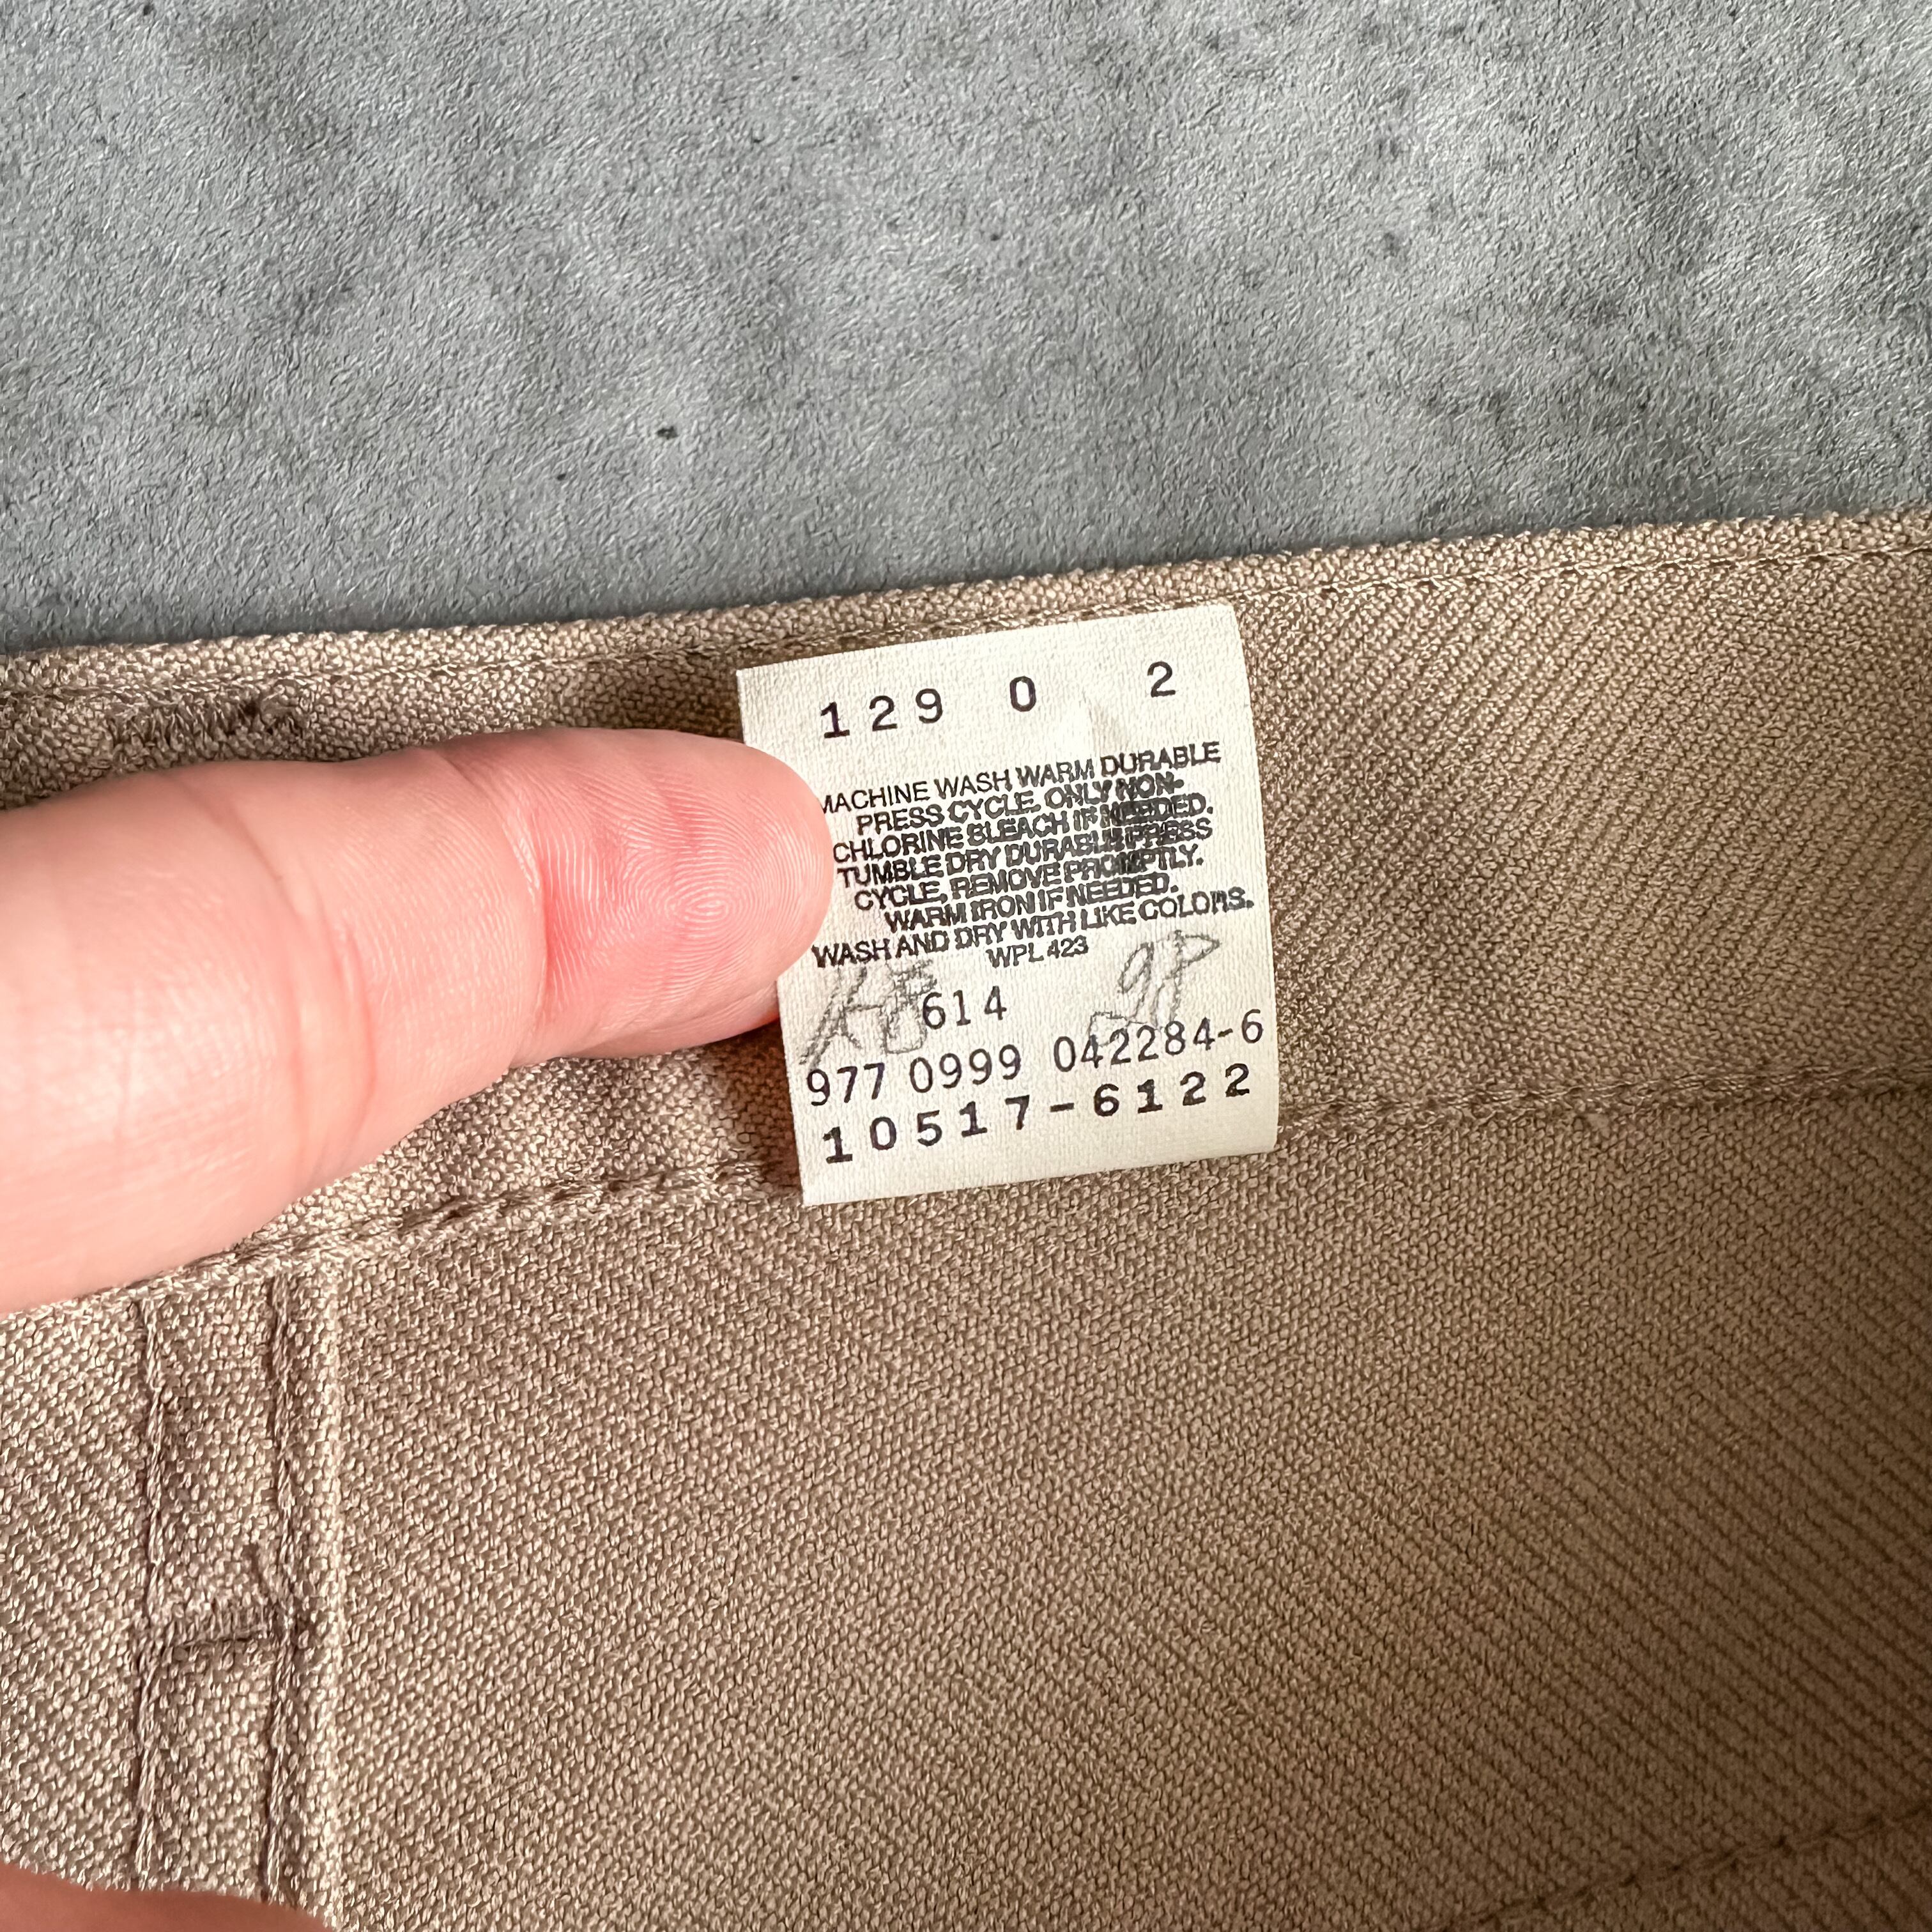 129 0 2
MACHINE WASH WARM DURABLE
PRESS CYCLE, ONLY NON-
CHLORINE BLEACH IF NEEDED.
TUMBLE DRY DURABLE PRESS
CYCLE, REMOVE PROMPTLY.
WARM IRON IF NEEDED.
WASH AND DRY WITH LIKE COLORS.
WPL 423
614
977 0999 042284-6
10517-6122